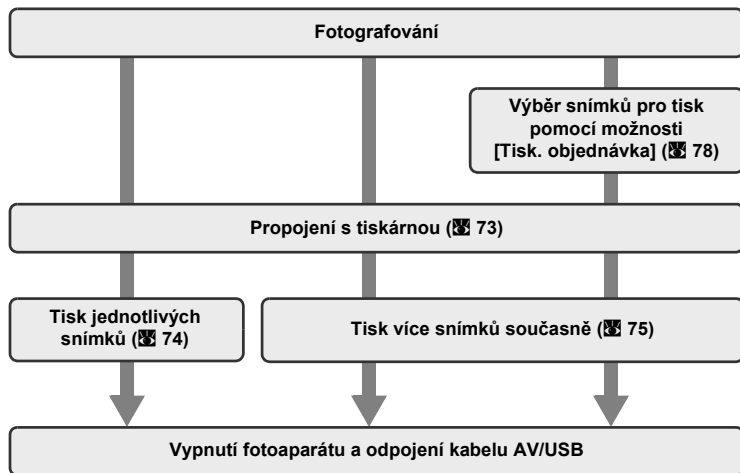 Fotografování
Výběr snímků pro tisk
pomocí možnosti
[Tisk. objednávka] ( 78)
Propojení s tiskárnou ( 73)
Tisk jednotlivých
snímků ( 74)
Tisk více snímků současně ( 75)
Vypnutí fotoaparátu a odpojení kabelu AV/USB